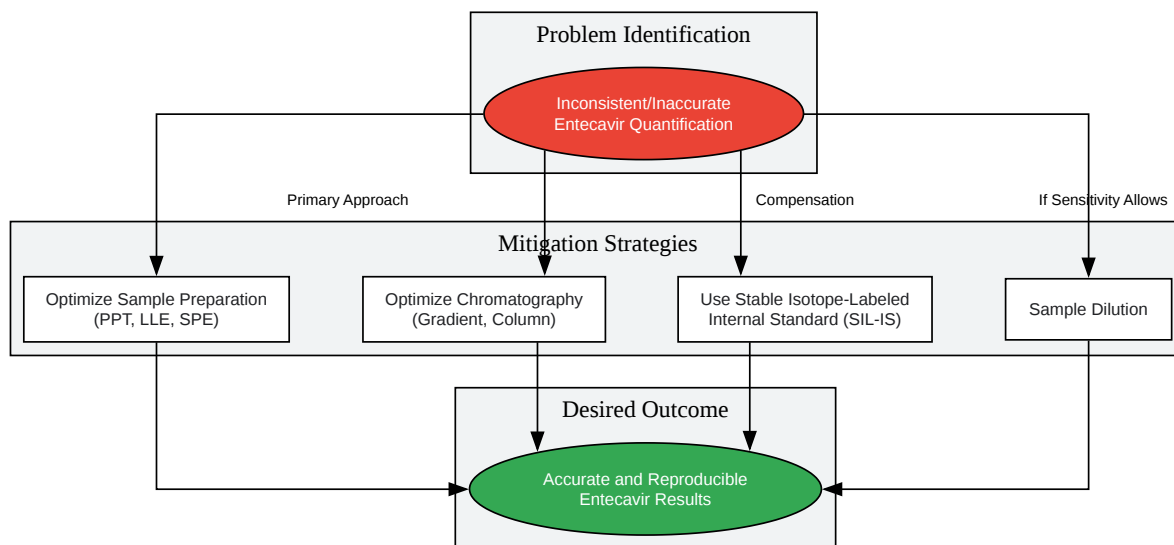 Problem Identification
Inconsistent/Inaccurate
Entecavir Quantification
Primary Approach
Compensation
If Sensitivity Allows
Mitigation Strategies
Optimize Sample Preparation
(PPT, LLE, SPE)
Optimize Chromatography
(Gradient, Column)
Use Stable Isotope-Labeled
Internal Standard (SIL-IS)
Sample Dilution
Desired Outcome
Accurate and Reproducible
Entecavir Results